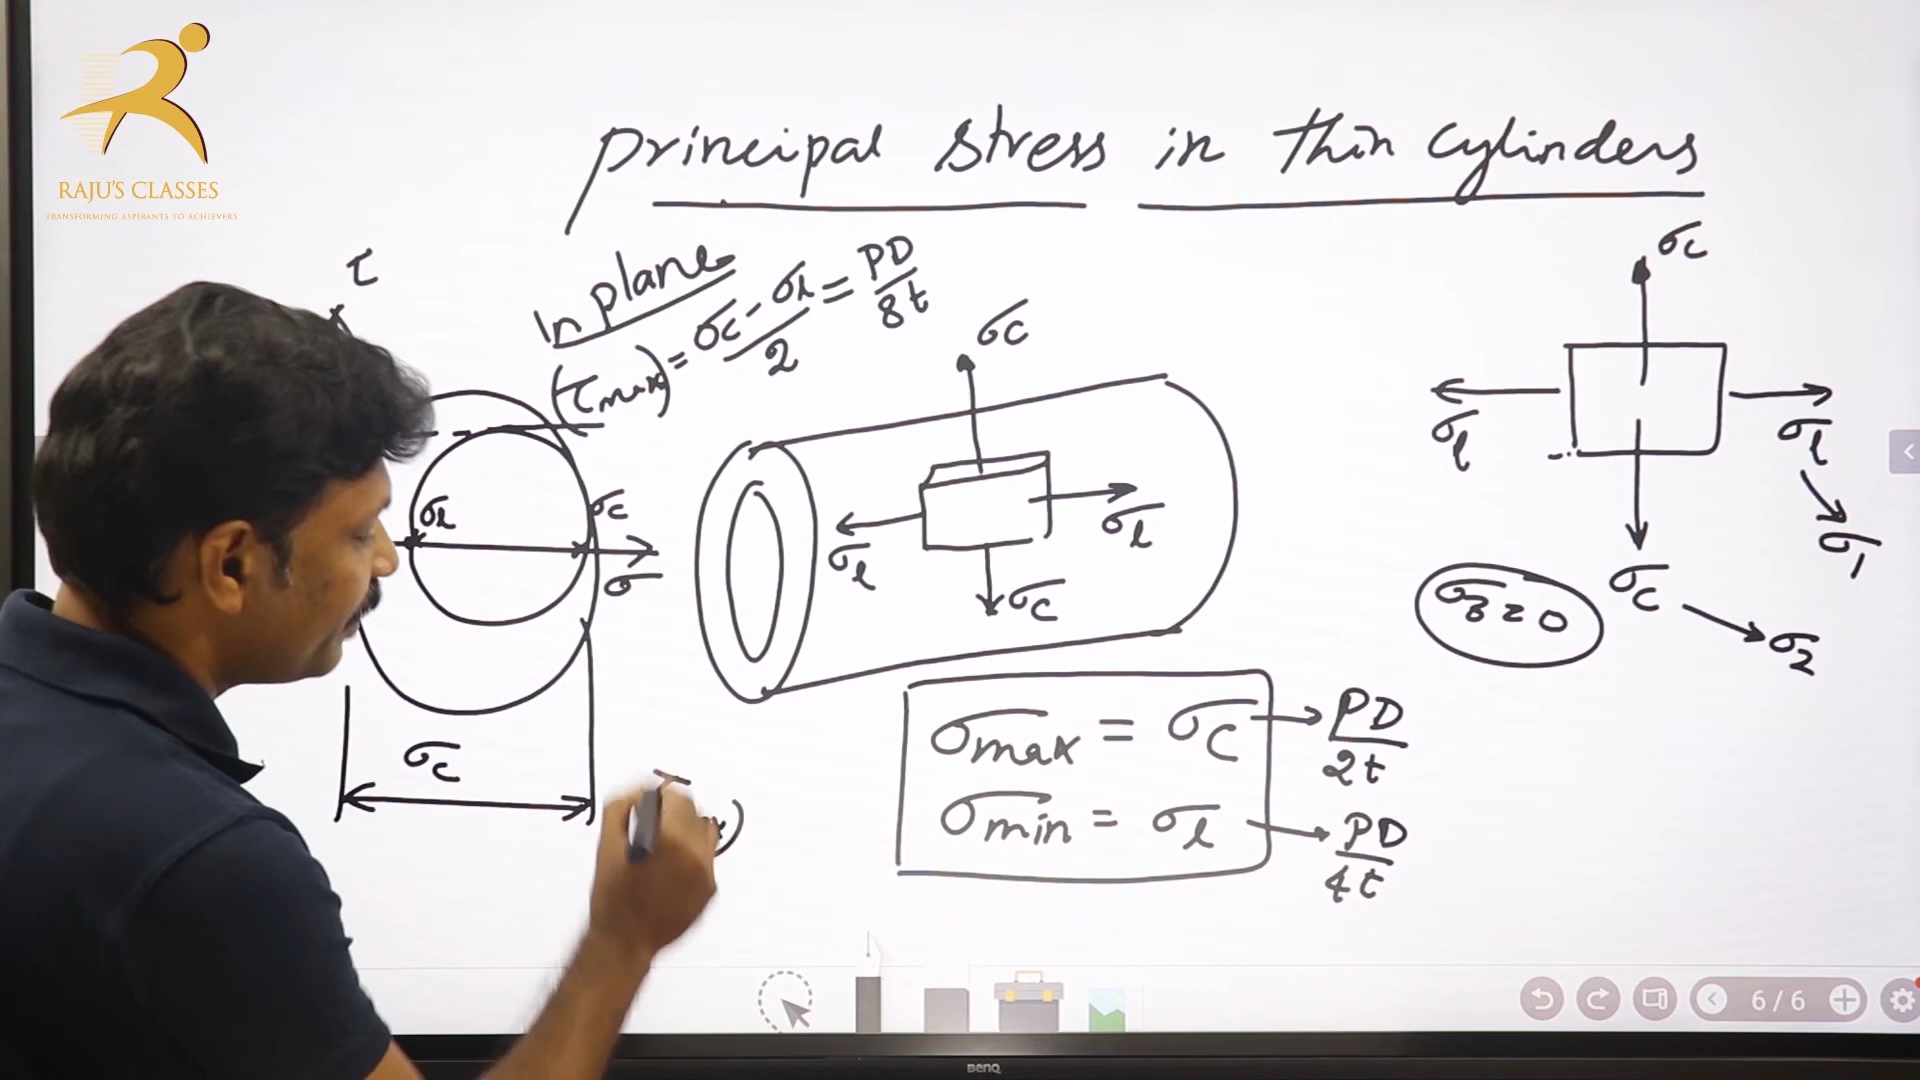 RAJU'S CLASSES
TRANSFORMING ASPIRANTS TO ACHIEVERS
principal stress in thin cylinders
τ
In plane
(τmax) = σc - σl / 2 = PD / 8t
σc
σl
σl
σc
σc
σl
σl
σ1
σc
σ2
σ3 = 0
σl
σc
σ
σc
σmax = σc → PD / 2t
σmin = σl → PD / 4t
6 / 6
BenQ